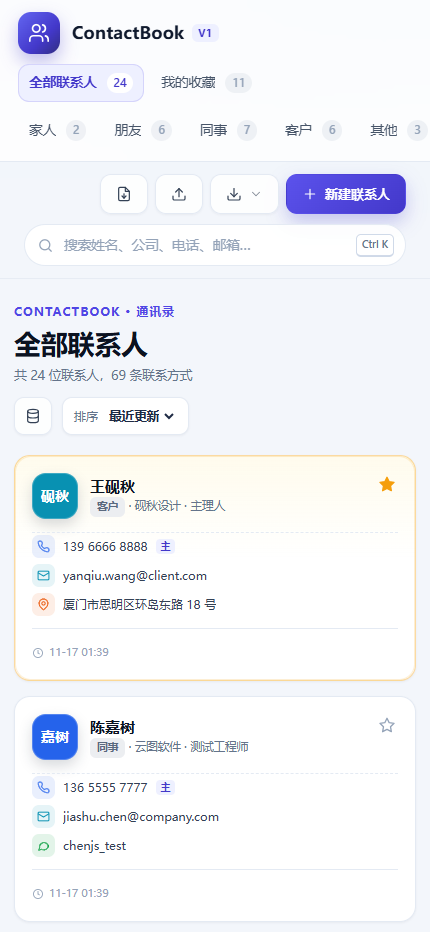 ContactBook V1
全部联系人 24 我的收藏 11
家人 2 朋友 6 同事 7 客户 6 其他 3
新建联系人
搜索姓名、公司、电话、邮箱... Ctrl K
CONTACTBOOK • 通讯录
全部联系人
共 24 位联系人，69 条联系方式
排序 最近更新
砚秋 王砚秋
客户 · 砚秋设计 · 主理人
139 6666 8888 主
yanqiu.wang@client.com
厦门市思明区环岛东路 18 号
11-17 01:39
嘉树 陈嘉树
同事 · 云图软件 · 测试工程师
136 5555 7777 主
jiashu.chen@company.com
chenjs_test
11-17 01:39